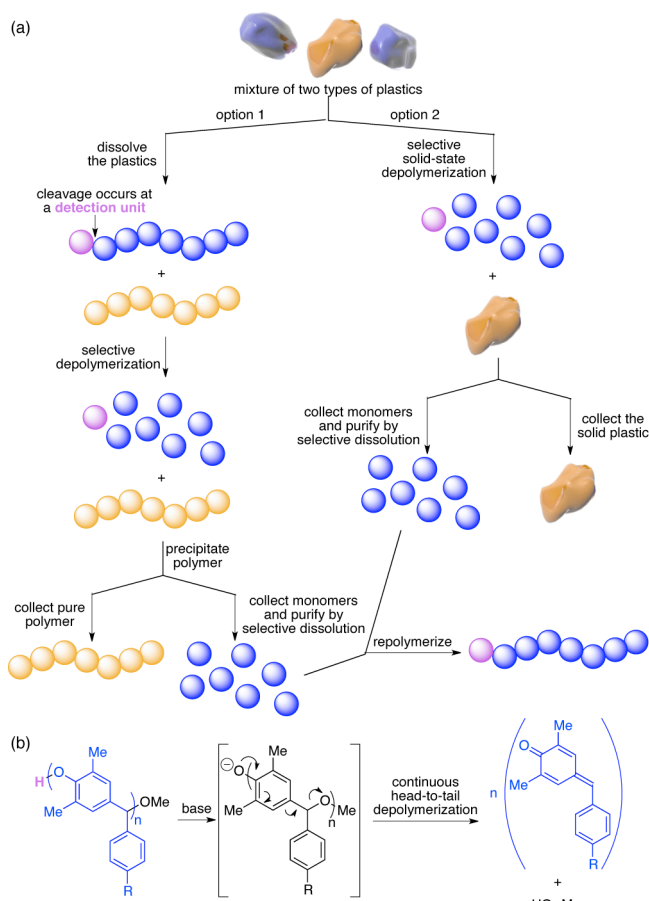 (a)
mixture of two types of plastics
option 1
option 2
dissolve
the plastics
selective
solid-state
depolymerization
cleavage occurs at
a detection unit
+
+
selective
depolymerization
collect monomers
and purify by
selective dissolution
collect the
solid plastic
+
precipitate
polymer
collect pure
polymer
collect monomers
and purify by
selective dissolution
repolymerize
(b)
H
O
Me
Me
OMe
n
R
base
⊖
O
Me
Me
O
n
Me
R
continuous
head-to-tail
depolymerization
n
Me
O
Me
R
+